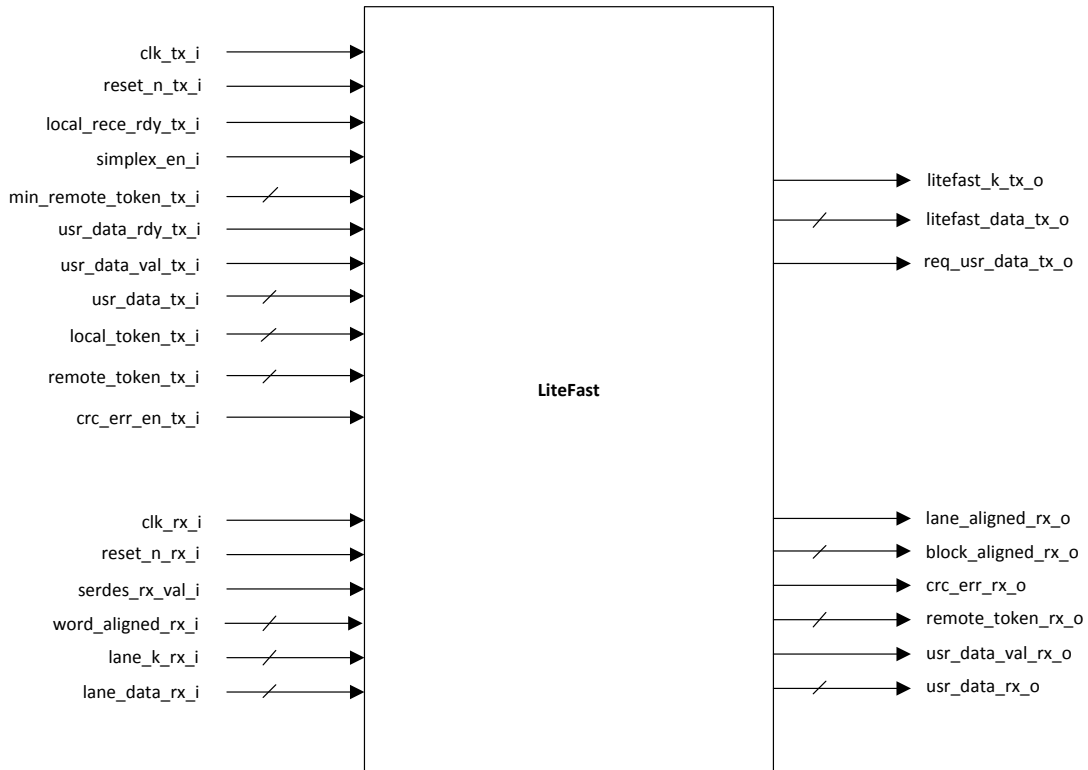 clk_tx_i
reset_n_tx_i
local_rece_rdy_tx_i
simplex_en_i
min_remote_token_tx_i
usr_data_rdy_tx_i
usr_data_val_tx_i
usr_data_tx_i
local_token_tx_i
remote_token_tx_i
crc_err_en_tx_i
clk_rx_i
reset_n_rx_i
serdes_rx_val_i
word_aligned_rx_i
lane_k_rx_i
lane_data_rx_i
LiteFast
litefast_k_tx_o
litefast_data_tx_o
req_usr_data_tx_o
lane_aligned_rx_o
block_aligned_rx_o
crc_err_rx_o
remote_token_rx_o
usr_data_val_rx_o
usr_data_rx_o